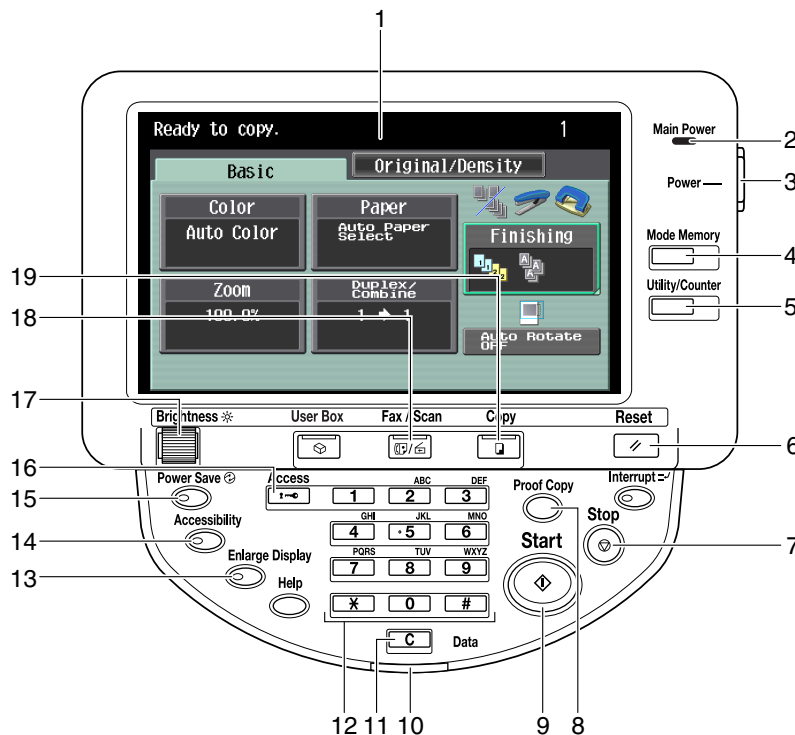 1
Ready to copy. 1
Main Power 2
Basic Original/Density
Power 3
Color Paper
Auto Color Auto Paper
Select
Finishing
Mode Memory 4
19
Zoom Duplex/
Combine
Utility/Counter 5
18
100.0% 1 → 1
Auto Rotate
OFF
17
Brightness User Box Fax / Scan Copy Reset
6
16
Power Save Access ABC DEF Proof Copy Interrupt
15 1 2 3
Accessibility GHI JKL MNO Stop
14 4 5 6 Start 7
Enlarge Display PQRS TUV WXYZ
13 7 8 9
Help
* 0 #
C Data
12 11 10 9 8